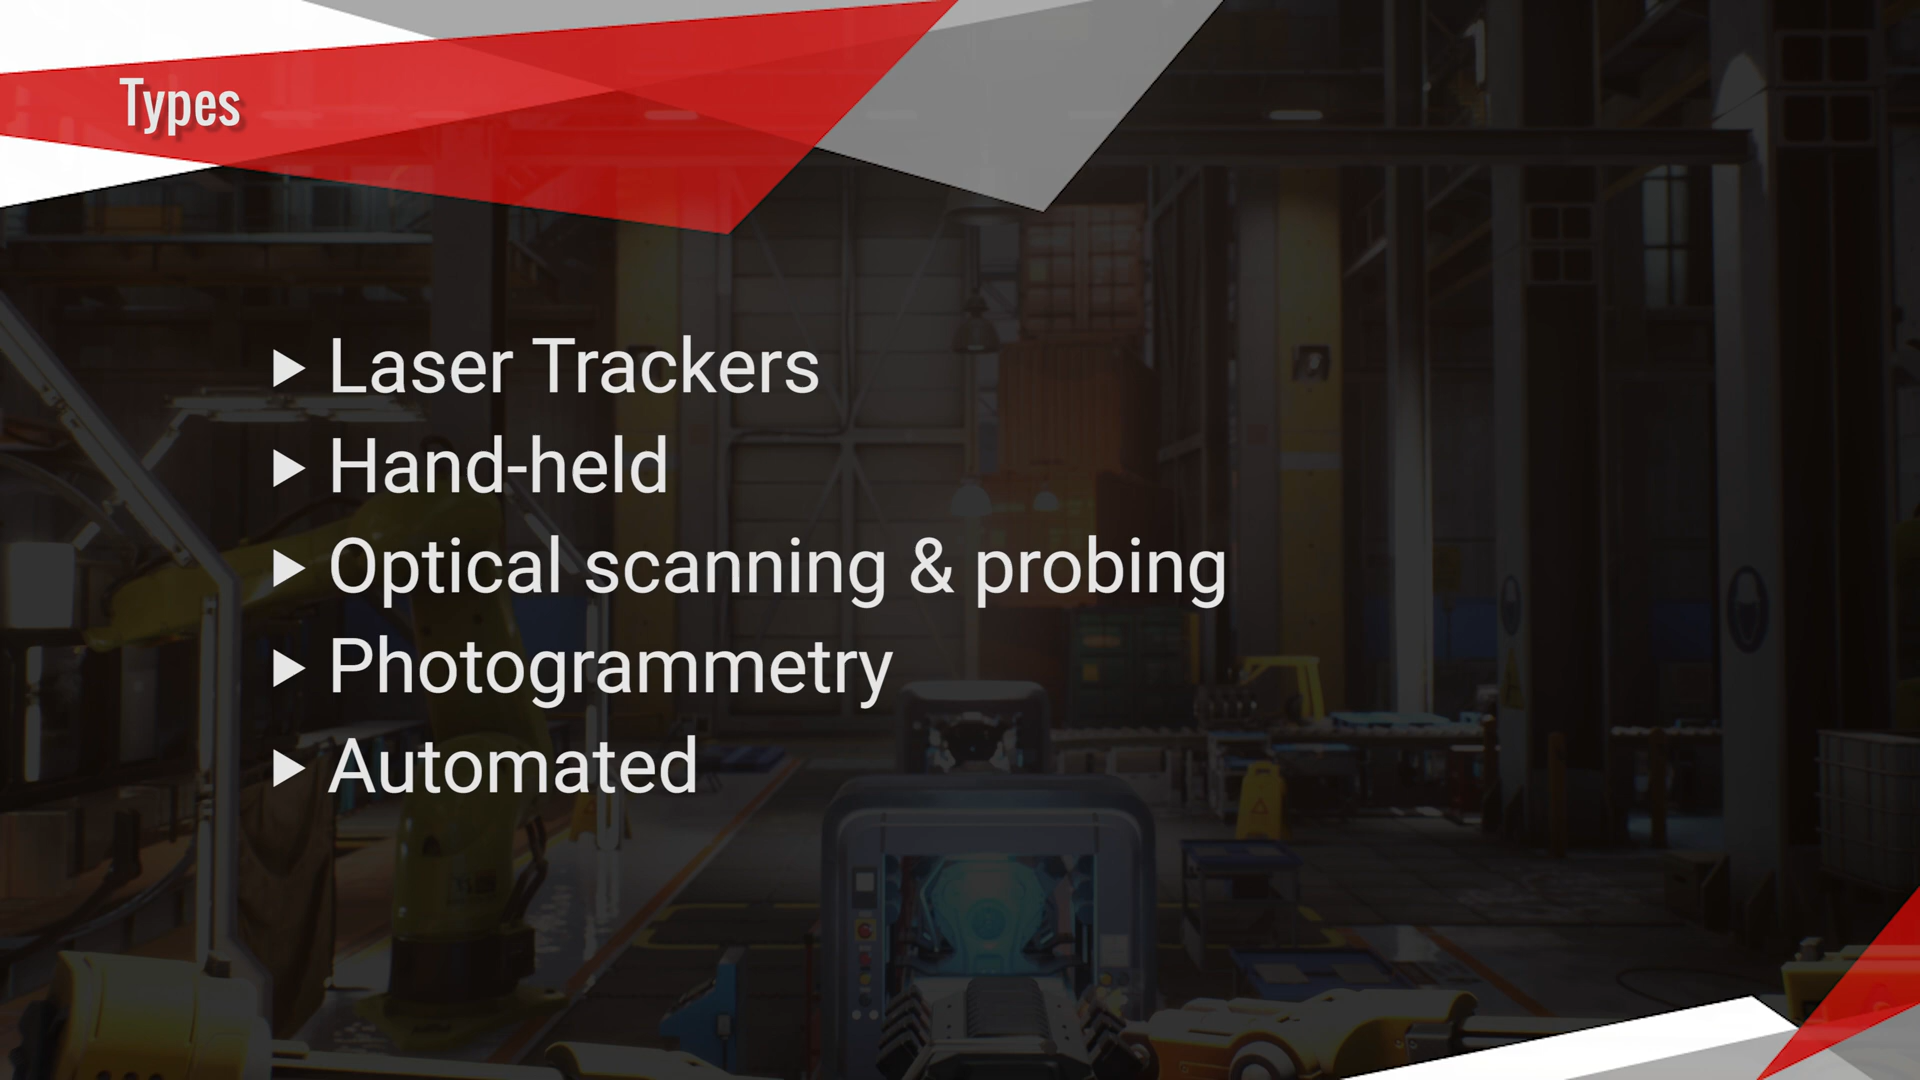 Types
Laser Trackers
Hand-held
Optical scanning & probing
Photogrammetry
Automated